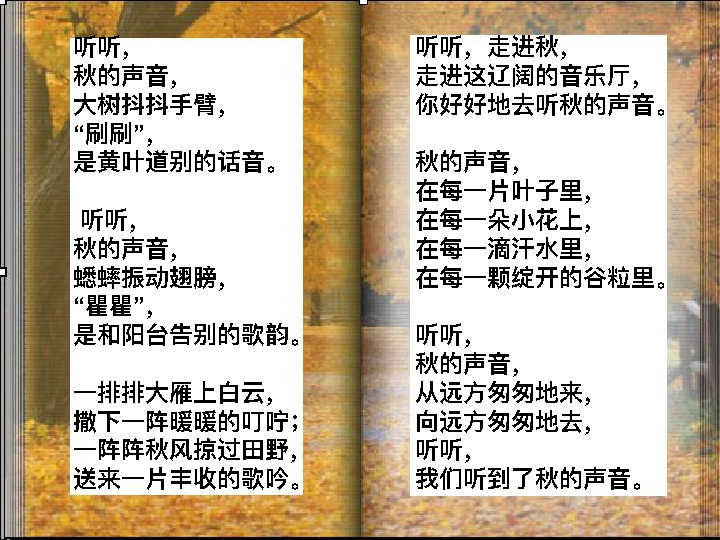 听听，
秋的声音，
大树抖抖手臂，
“刷刷”，
是黄叶道别的话音。
听听，
秋的声音，
蟋蟀振动翅膀，
“瞿瞿”，
是和阳台告别的歌韵。
一排排大雁上白云，
撒下一阵暖暖的叮咛；
一阵阵秋风掠过田野，
送来一片丰收的歌吟。
听听，走进秋，
走进这辽阔的音乐厅，
你好好地去听秋的声音。
秋的声音，
在每一片叶子里，
在每一朵小花上，
在每一滴汗水里，
在每一颗绽开的谷粒里。
听听，
秋的声音，
从远方匆匆地来，
向远方匆匆地去，
听听，
我们听到了秋的声音。